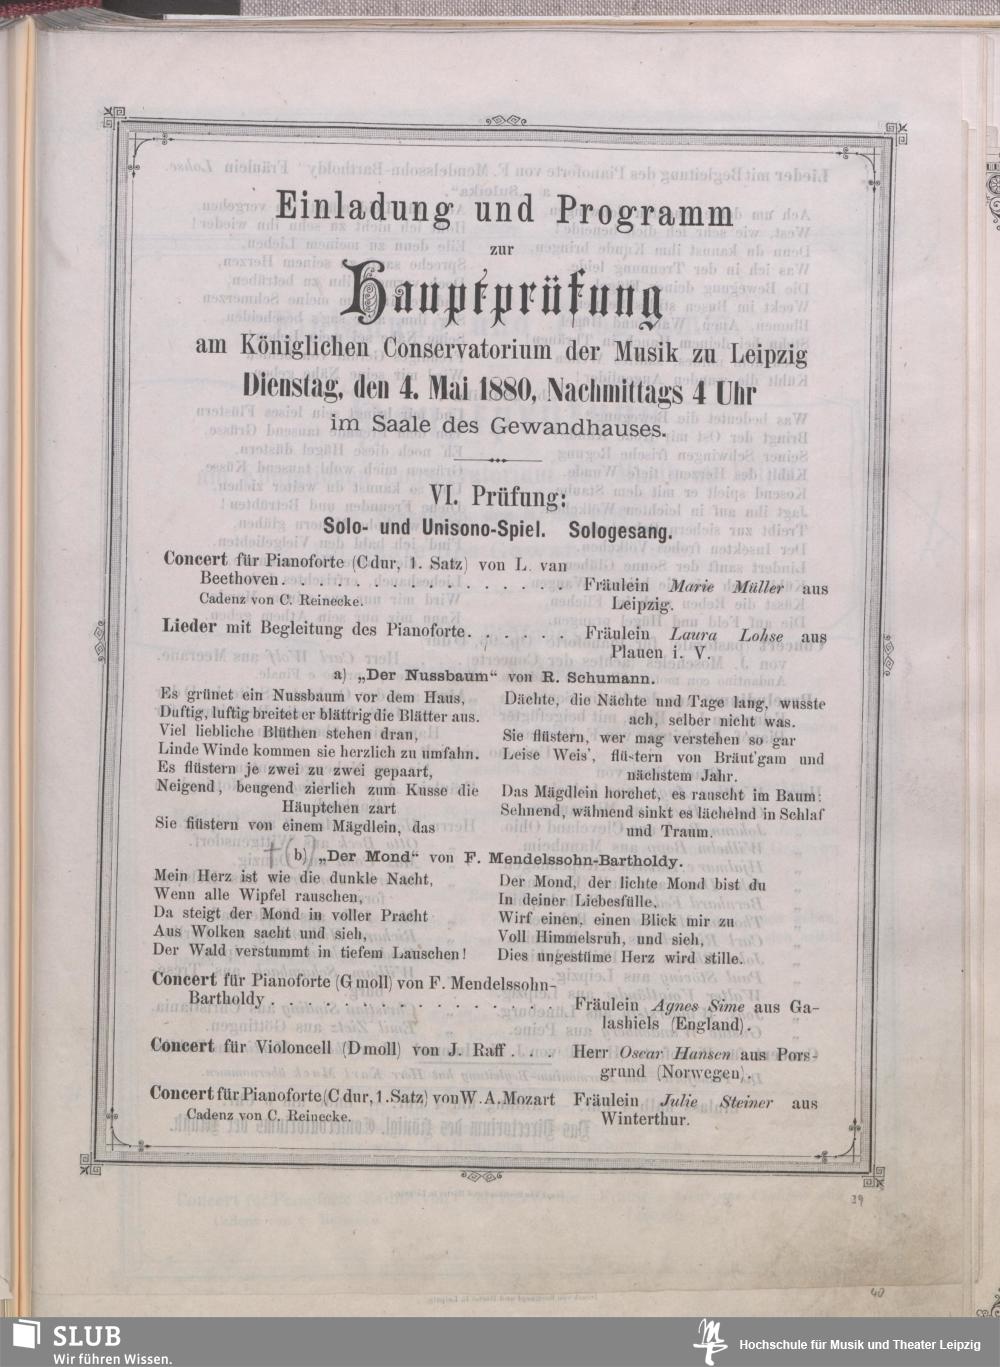 Einladung und Programm
zur
Hauptprüfung
am Königlichen Conservatorium der Musik zu Leipzig
Dienstag, den 4. Mai 1880, Nachmittags 4 Uhr
im Saale des Gewandhauses.
VI. Prüfung:
Solo- und Unisono-Spiel. Sologesang.
Concert für Pianoforte (Cdur, 1. Satz) von L. van
Beethoven . . . . . . . . . . . . . . . . Fräulein Marie Müller aus
Cadenz von C. Reinecke. Leipzig.
Lieder mit Begleitung des Pianoforte. . . . . . Fräulein Laura Lohse aus
Plauen i. V.
a) „Der Nussbaum“ von R. Schumann.
Es grünet ein Nussbaum vor dem Haus,
Duftig, luftig breitet er blättrig die Blätter aus.
Viel liebliche Blüthen stehen dran,
Linde Winde kommen sie herzlich zu umfahn.
Es flüstern je zwei zu zwei gepaart,
Neigend, beugend zierlich zum Kusse die
Häuptchen zart
Sie flüstern von einem Mägdlein, das
Dächte, die Nächte und Tage lang, wusste
ach, selber nicht was.
Sie flüstern, wer mag verstehen so gar
Leise Weis', flüstern von Bräut'gam und
nächstem Jahr.
Das Mägdlein horchet, es rauscht im Baum:
Sehnend, wähnend sinkt es lächelnd in Schlaf
und Traum.
b) „Der Mond“ von F. Mendelssohn-Bartholdy.
Mein Herz ist wie die dunkle Nacht,
Wenn alle Wipfel rauschen,
Da steigt der Mond in voller Pracht
Aus Wolken sacht und sieh,
Der Wald verstummt in tiefem Lauschen!
Der Mond, der lichte Mond bist du
In deiner Liebesfülle,
Wirf einen, einen Blick mir zu
Voll Himmelsruh, und sieh,
Dies ungestüme Herz wird stille.
Concert für Pianoforte (Gmoll) von F. Mendelssohn-
Bartholdy . . . . . . . . . . . . . . . . . Fräulein Agnes Sime aus Ga-
lashiels (England).
Concert für Violoncell (Dmoll) von J. Raff . . . Herr Oscar Hansen aus Pors-
grund (Norwegen).
Concert für Pianoforte (Cdur, 1. Satz) von W. A. Mozart Fräulein Julie Steiner aus
Cadenz von C. Reinecke. Winterthur.
39
40
SLUB
Wir führen Wissen.
Hochschule für Musik und Theater Leipzig